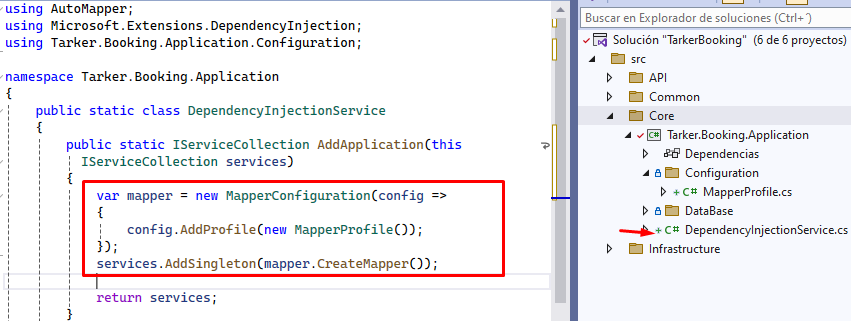 using AutoMapper;
using Microsoft.Extensions.DependencyInjection;
using Tarker.Booking.Application.Configuration;
namespace Tarker.Booking.Application
{
public static class DependencyInjectionService
{
public static IServiceCollection AddApplication(this
IServiceCollection services)
{
var mapper = new MapperConfiguration(config =>
{
config.AddProfile(new MapperProfile());
});
services.AddSingleton(mapper.CreateMapper());
return services;
}
Buscar en Explorador de soluciones (Ctrl+´)
Solución "TarkerBooking" (6 de 6 proyectos)
src
API
Common
Core
C# Tarker.Booking.Application
Dependencias
Configuration
+ C# MapperProfile.cs
DataBase
+ C# DependencyInjectionService.cs
Infrastructure